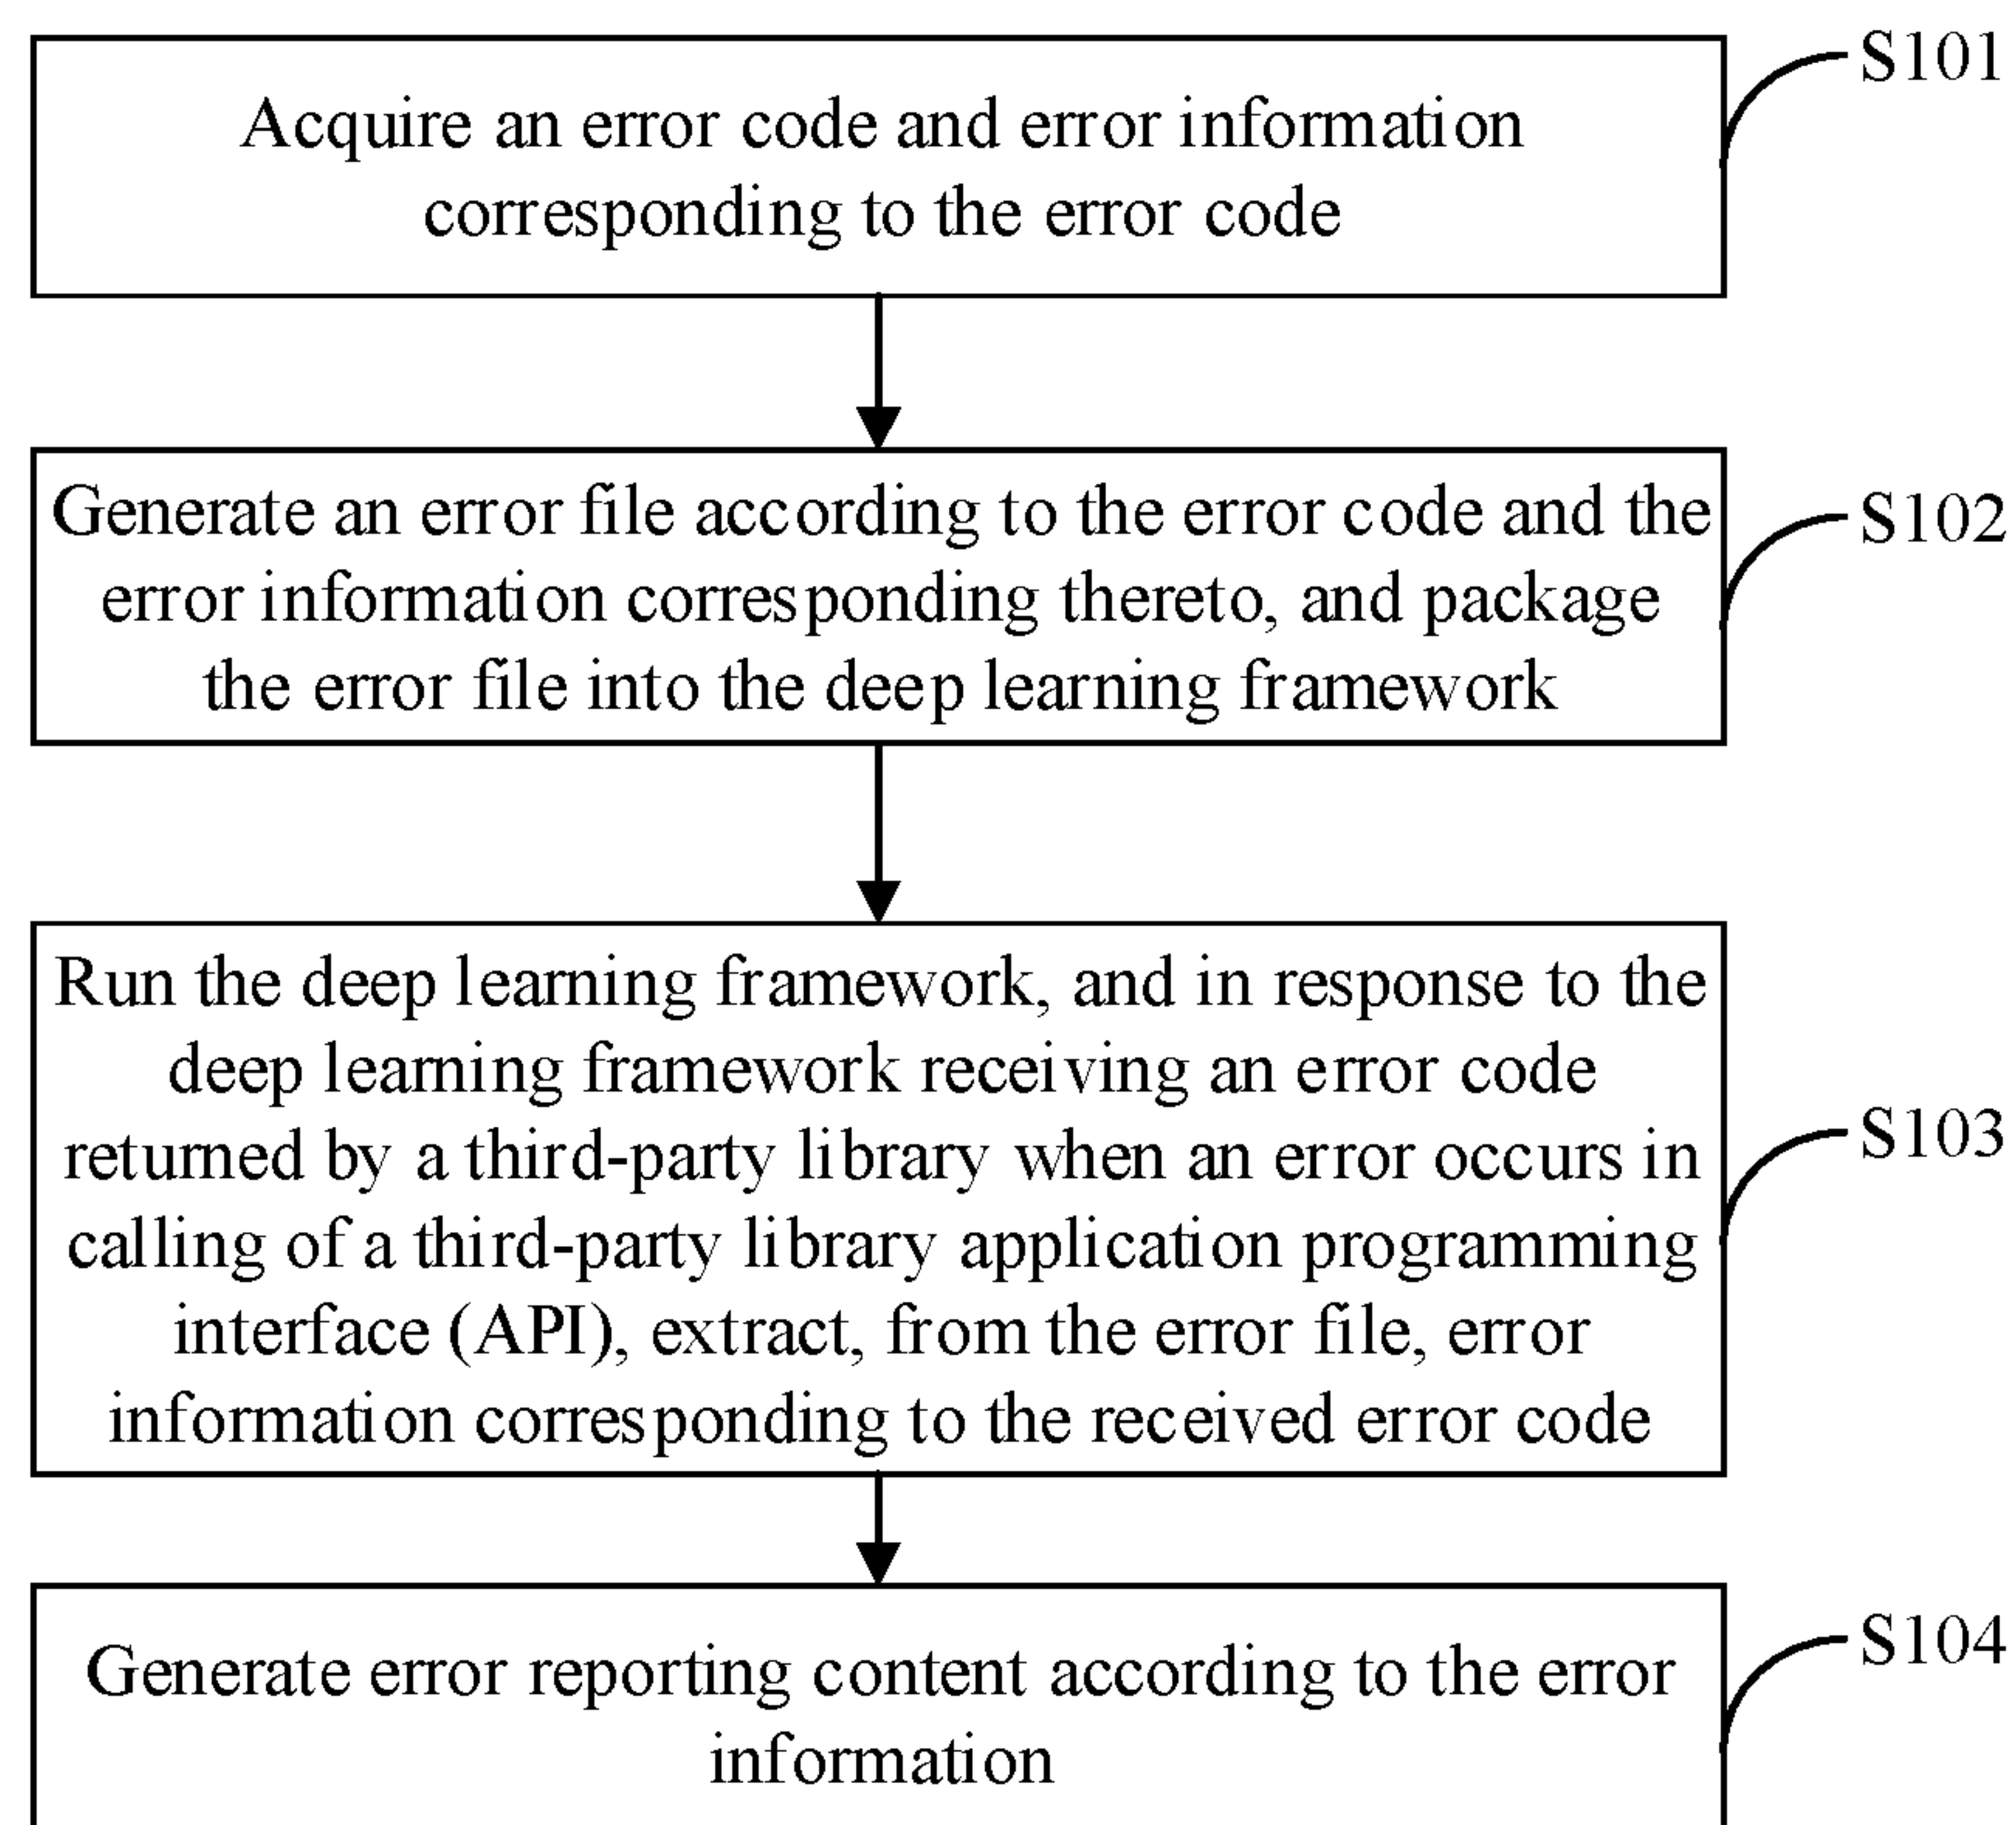 S101
Acquire an error code and error information
corresponding to the error code
Generate an error file according to the error code and the
S102
error information corresponding thereto, and package
the error file into the deep learning framework
Run the deep learning framework, and in response to the
deep learning framework receiving an error code
returned by a third-party library when an error occurs in
S103
calling of a third-party library application programming
interface (API), extract, from the error file, error
information corresponding to the received error code
S104
Generate error reporting content according to the error
information